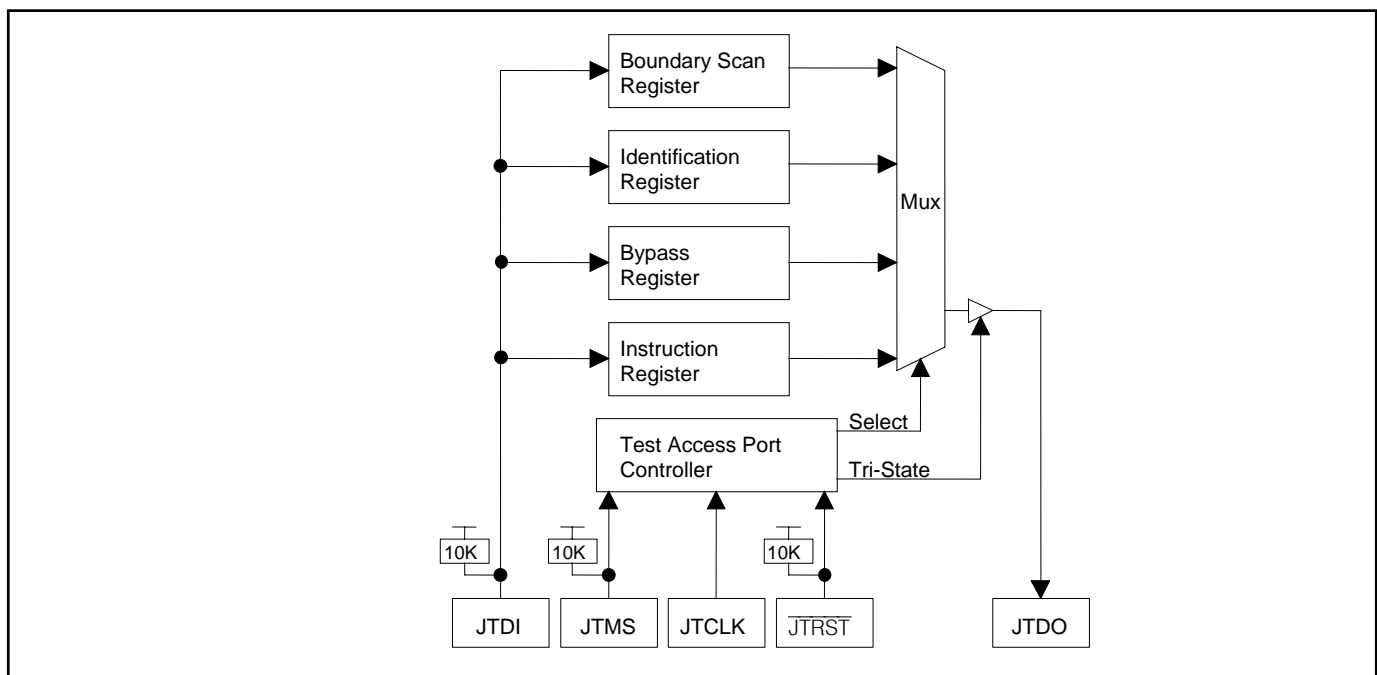 Boundary Scan
Register
Identification
Register
Mux
Bypass
Register
Instruction
Register
Select
Test Access Port
Controller
Tri-State
10K
10K
10K
JTDI
JTMS
JTCLK
JTRST
JTDO